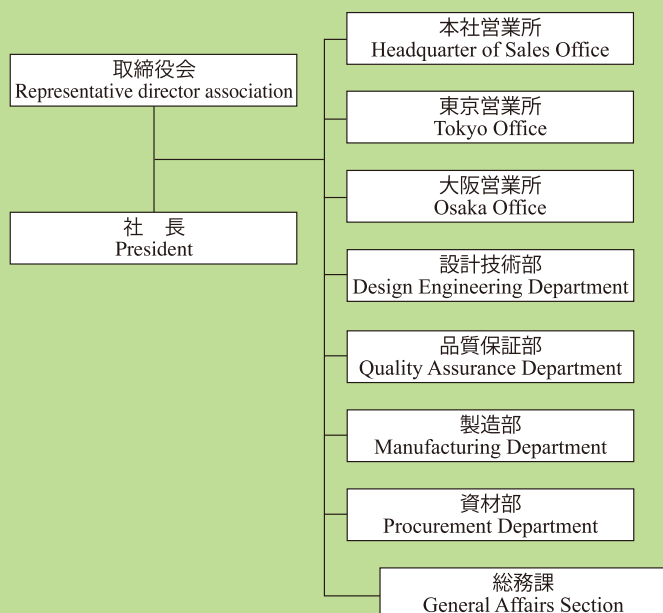 取締役会
Representative director association
社　長
President
本社営業所
Headquarter of Sales Office
東京営業所
Tokyo Office
大阪営業所
Osaka Office
設計技術部
Design Engineering Department
品質保証部
Quality Assurance Department
製造部
Manufacturing Department
資材部
Procurement Department
総務課
General Affairs Section